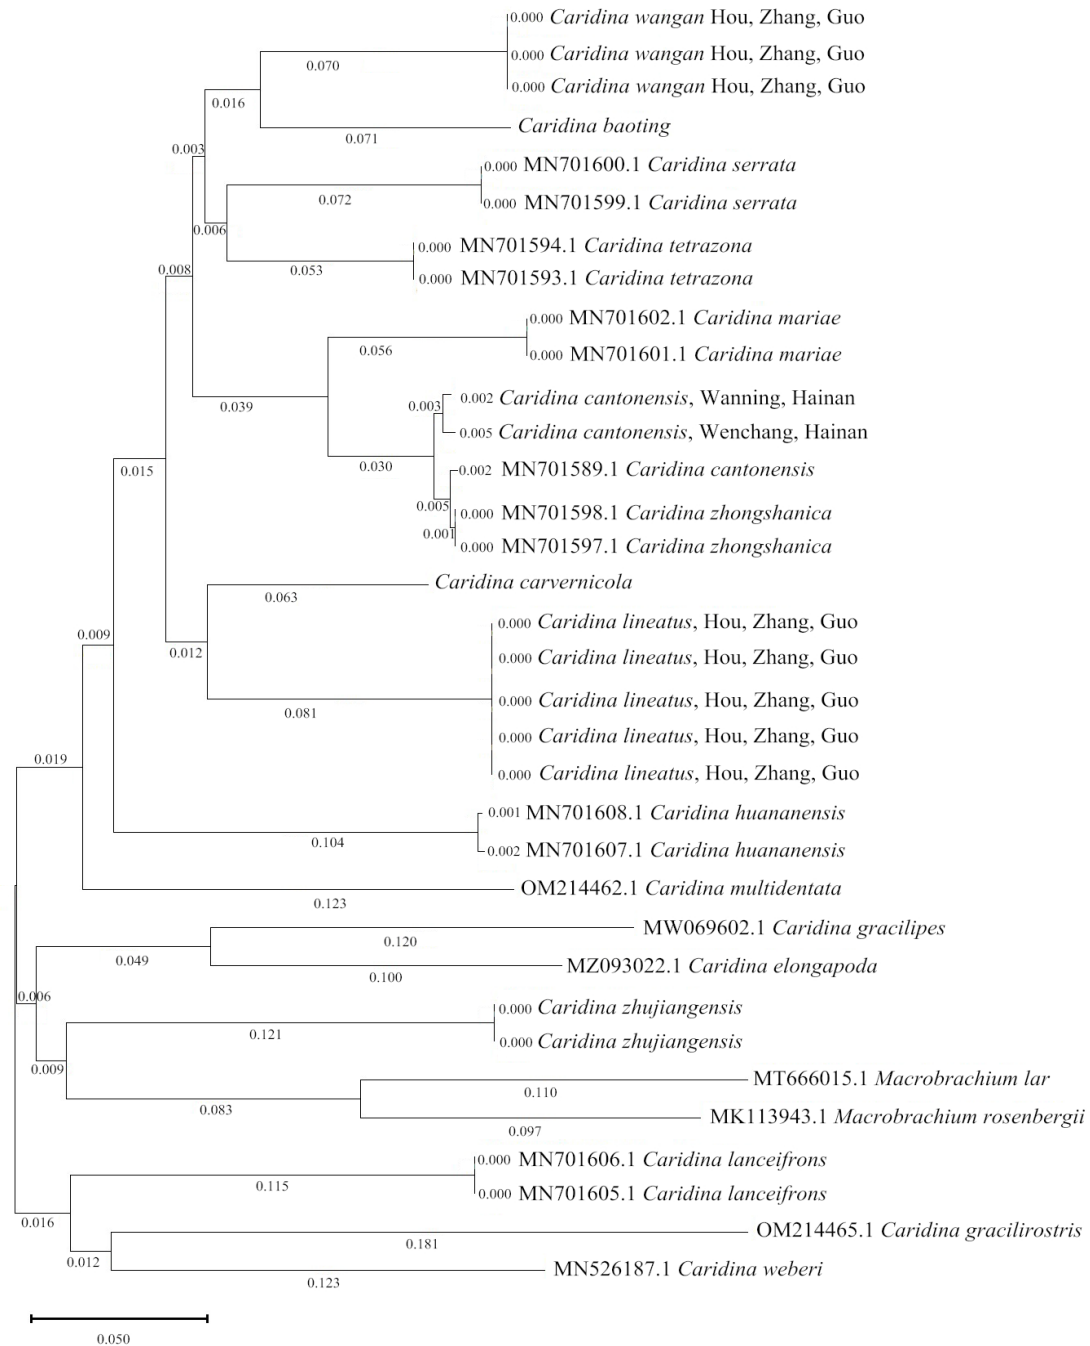 0.000 Caridina wangan Hou, Zhang, Guo
0.000 Caridina wangan Hou, Zhang, Guo
0.070
0.000 Caridina wangan Hou, Zhang, Guo
0.016
Caridina baoting
0.071
0.003
0.000 MN701600.1 Caridina serrata
0.072
0.000 MN701599.1 Caridina serrata
0.006
0.000 MN701594.1 Caridina tetrazona
0.008
0.053
0.000 MN701593.1 Caridina tetrazona
0.000 MN701602.1 Caridina mariae
0.056
0.000 MN701601.1 Caridina mariae
0.002 Caridina cantonensis, Wanning, Hainan
0.039
0.003
0.005 Caridina cantonensis, Wenchang, Hainan
0.030
0.015
0.002 MN701589.1 Caridina cantonensis
0.005
0.000 MN701598.1 Caridina zhongshanica
0.001
0.000 MN701597.1 Caridina zhongshanica
Caridina carvernicola
0.063
0.000 Caridina lineatus, Hou, Zhang, Guo
0.009
0.012
0.000 Caridina lineatus, Hou, Zhang, Guo
0.000 Caridina lineatus, Hou, Zhang, Guo
0.081
0.000 Caridina lineatus, Hou, Zhang, Guo
0.019
0.000 Caridina lineatus, Hou, Zhang, Guo
0.001 MN701608.1 Caridina huananensis
0.104
0.002 MN701607.1 Caridina huananensis
OM214462.1 Caridina multidentata
0.123
MW069602.1 Caridina gracilipes
0.120
0.049
MZ093022.1 Caridina elongapoda
0.100
0.006
0.000 Caridina zhujiangensis
0.121
0.000 Caridina zhujiangensis
0.009
MT666015.1 Macrobrachium lar
0.110
0.083
MK113943.1 Macrobrachium rosenbergii
0.097
0.000 MN701606.1 Caridina lanceifrons
0.115
0.000 MN701605.1 Caridina lanceifrons
0.016
OM214465.1 Caridina gracilirostris
0.181
0.012
MN526187.1 Caridina weberi
0.123
0.050